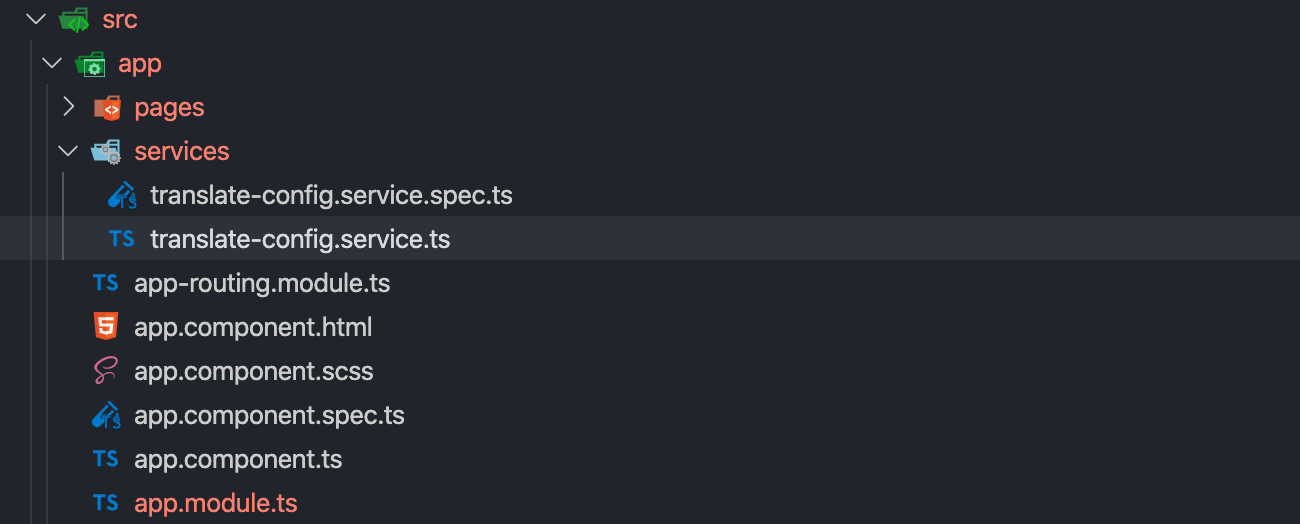 src
app
pages
services
translate-config.service.spec.ts
TS translate-config.service.ts
TS app-routing.module.ts
5 app.component.html
app.component.scss
app.component.spec.ts
TS app.component.ts
TS app.module.ts